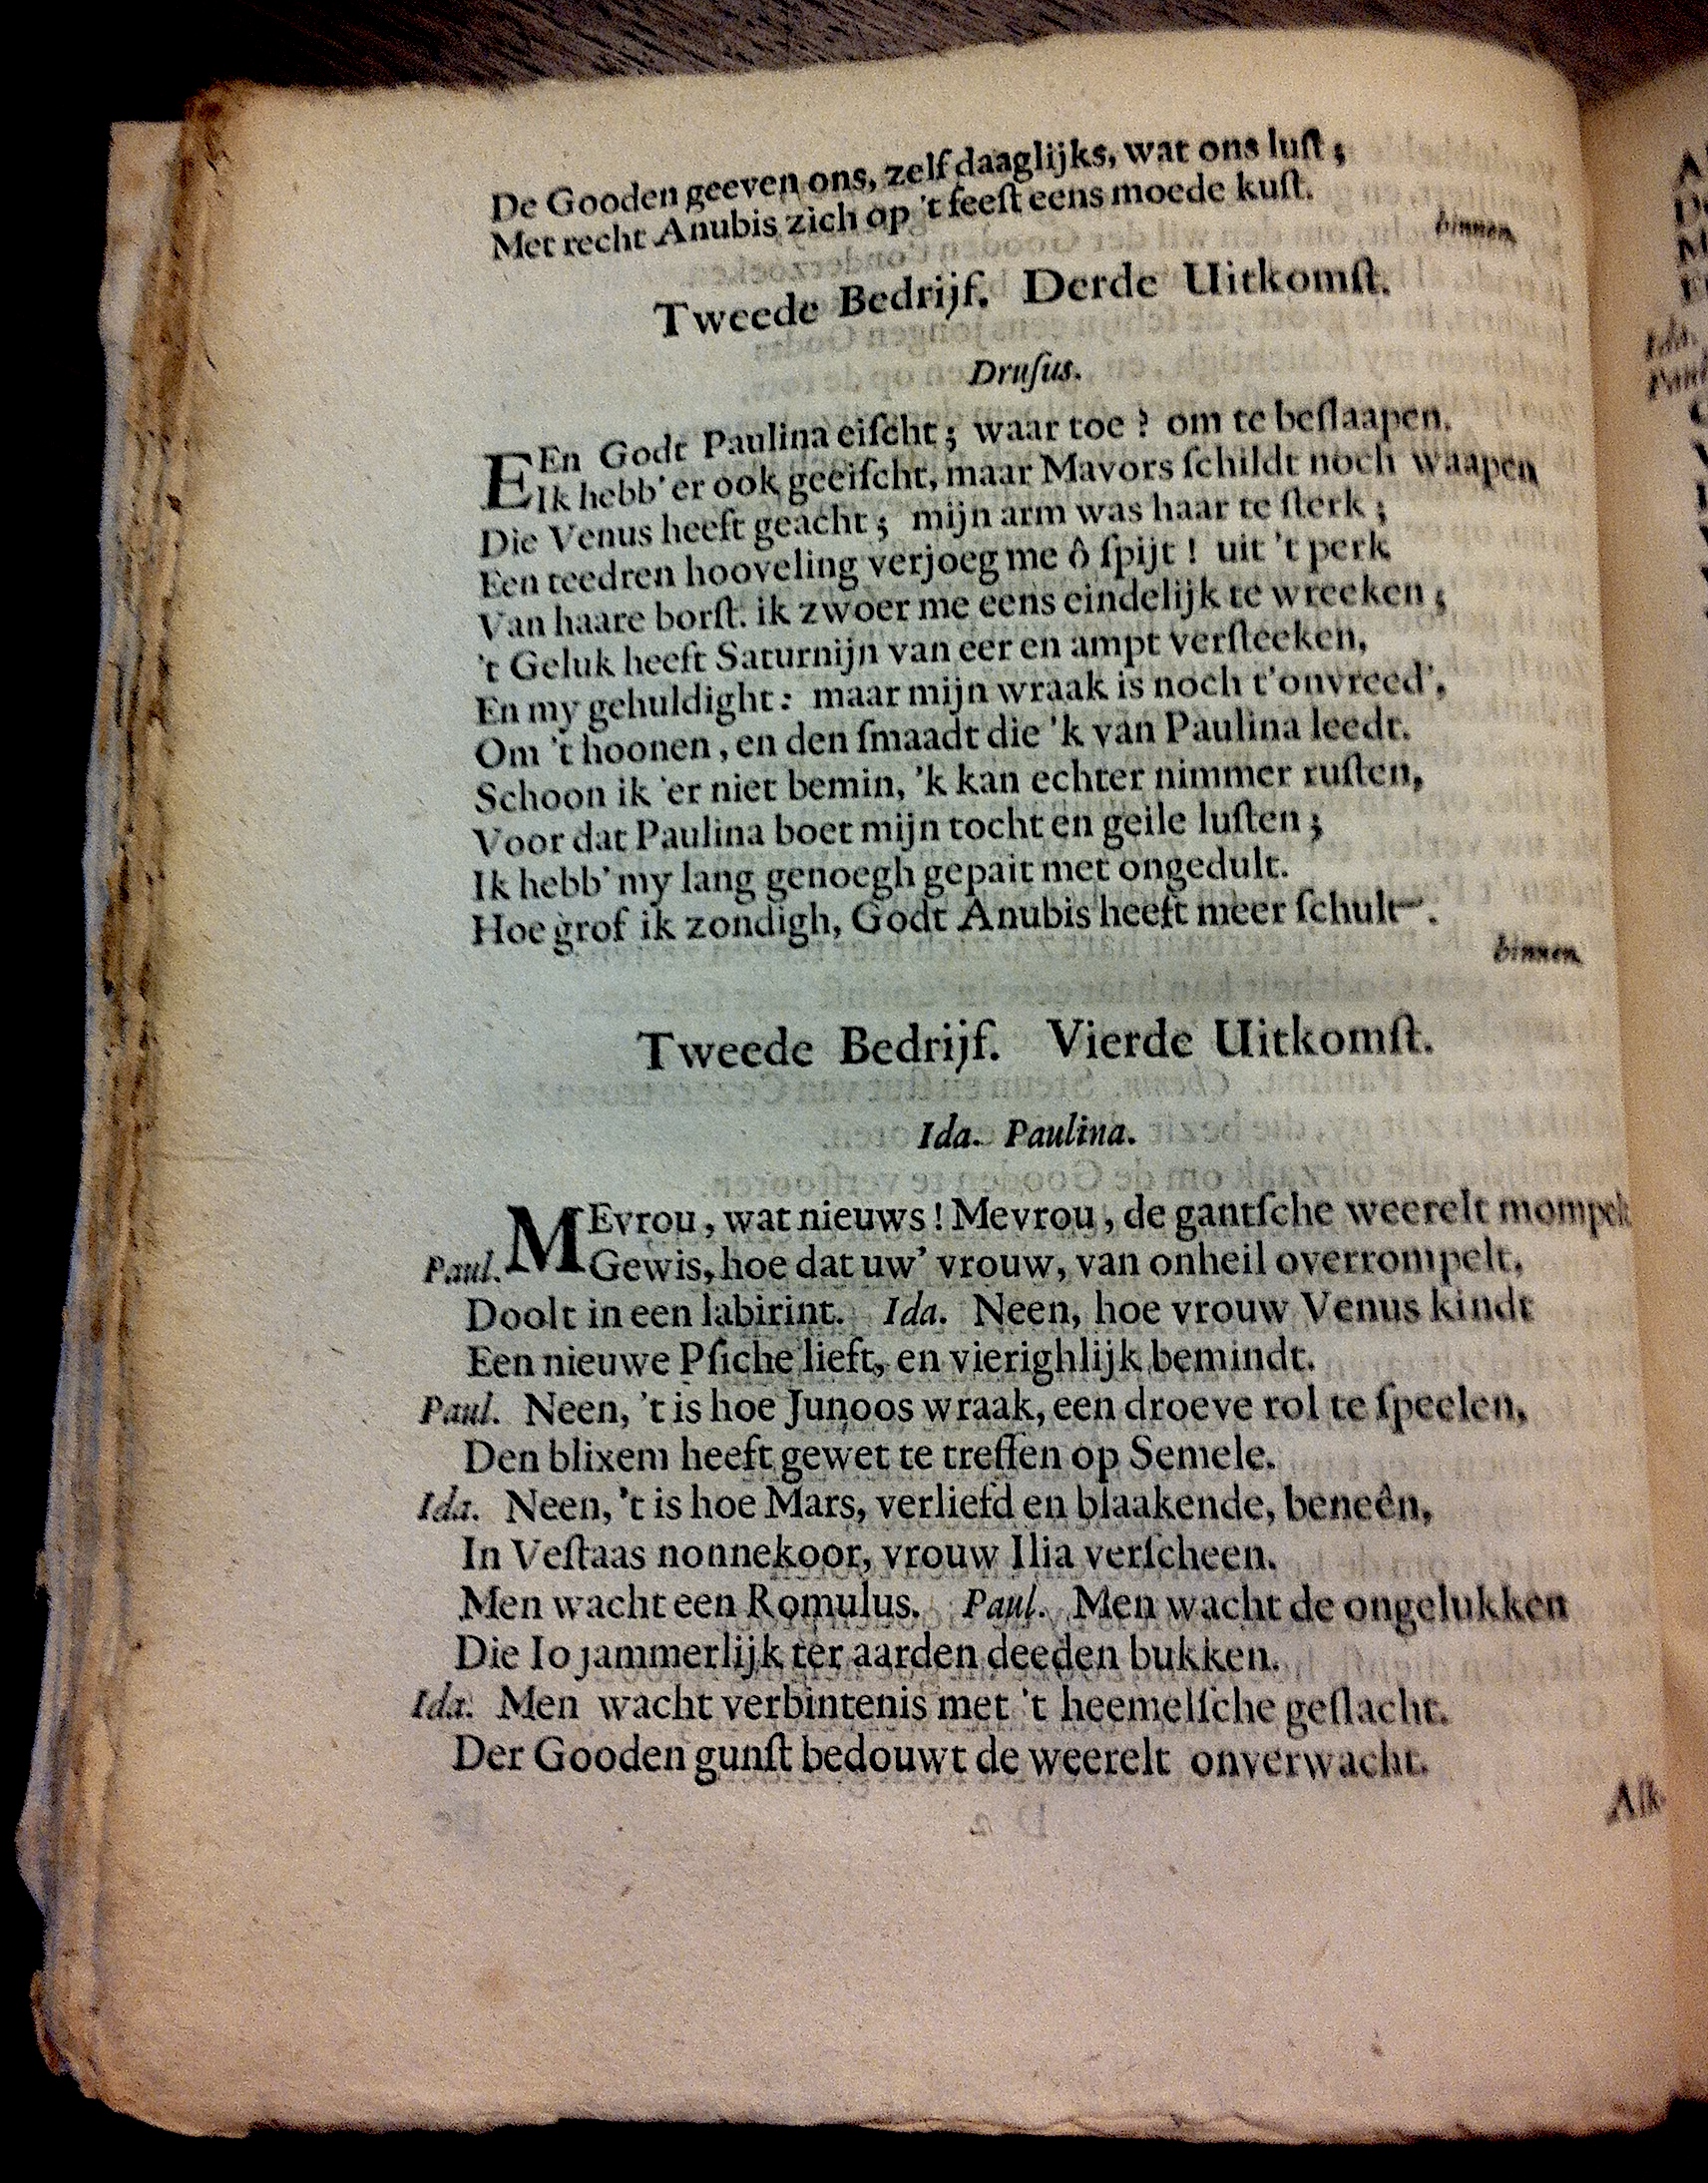 De Gooden geeven ons, zelf daaglijks, wat ons luſt;
Met recht Anubis zich op 't feeſt eens moede kuſt.
binnen.
Tweede Bedrijf. Derde Uitkomſt.
Druſus.
EEn Godt Paulina eiſcht; waar toe? om te beſlaapen.
Ik hebb' er ook geeiſcht, maar Mavors ſchildt noch waapen
Die Venus heeft geacht; mijn arm was haar te ſterk;
Een teedren hooveling verjoeg me ô ſpijt! uit 't perk
Van haare borſt. ik zwoer me eens eindelijk te wreeken;
't Geluk heeft Saturnijn van eer en ampt verſteeken,
En my gehuldight: maar mijn wraak is noch t'onvreed',
Om 't hoonen, en den ſmaadt die 'k van Paulina leedt.
Schoon ik 'er niet bemin, 'k kan echter nimmer ruſten,
Voor dat Paulina boet mijn tocht en geile luſten;
Ik hebb' my lang genoegh gepait met ongedult.
Hoe grof ik zondigh, Godt Anubis heeft meer ſchult.
binnen.
Tweede Bedrijf. Vierde Uitkomſt.
Ida. Paulina.
MEvrou, wat nieuws! Mevrou, de gantſche weerelt mompelt
Paul. Gewis, hoe dat uw' vrouw, van onheil overrompelt,
Doolt in een labirint. Ida. Neen, hoe vrouw Venus kindt
Een nieuwe Pſiche lieft, en vierighlijk bemindt.
Paul. Neen, 't is hoe Junoos wraak, een droeve rol te ſpeelen,
Den blixem heeft gewet te treffen op Semele.
Ida. Neen, 't is hoe Mars, verliefd en blaakende, beneên,
In Veſtaas nonnekoor, vrouw Ilia verſcheen.
Men wacht een Romulus. Paul. Men wacht de ongelukken
Die Io jammerlijk ter aarden deeden bukken.
Ida. Men wacht verbintenis met 't heemelſche geſlacht.
Der Gooden gunſt bedouwt de weerelt onverwacht.